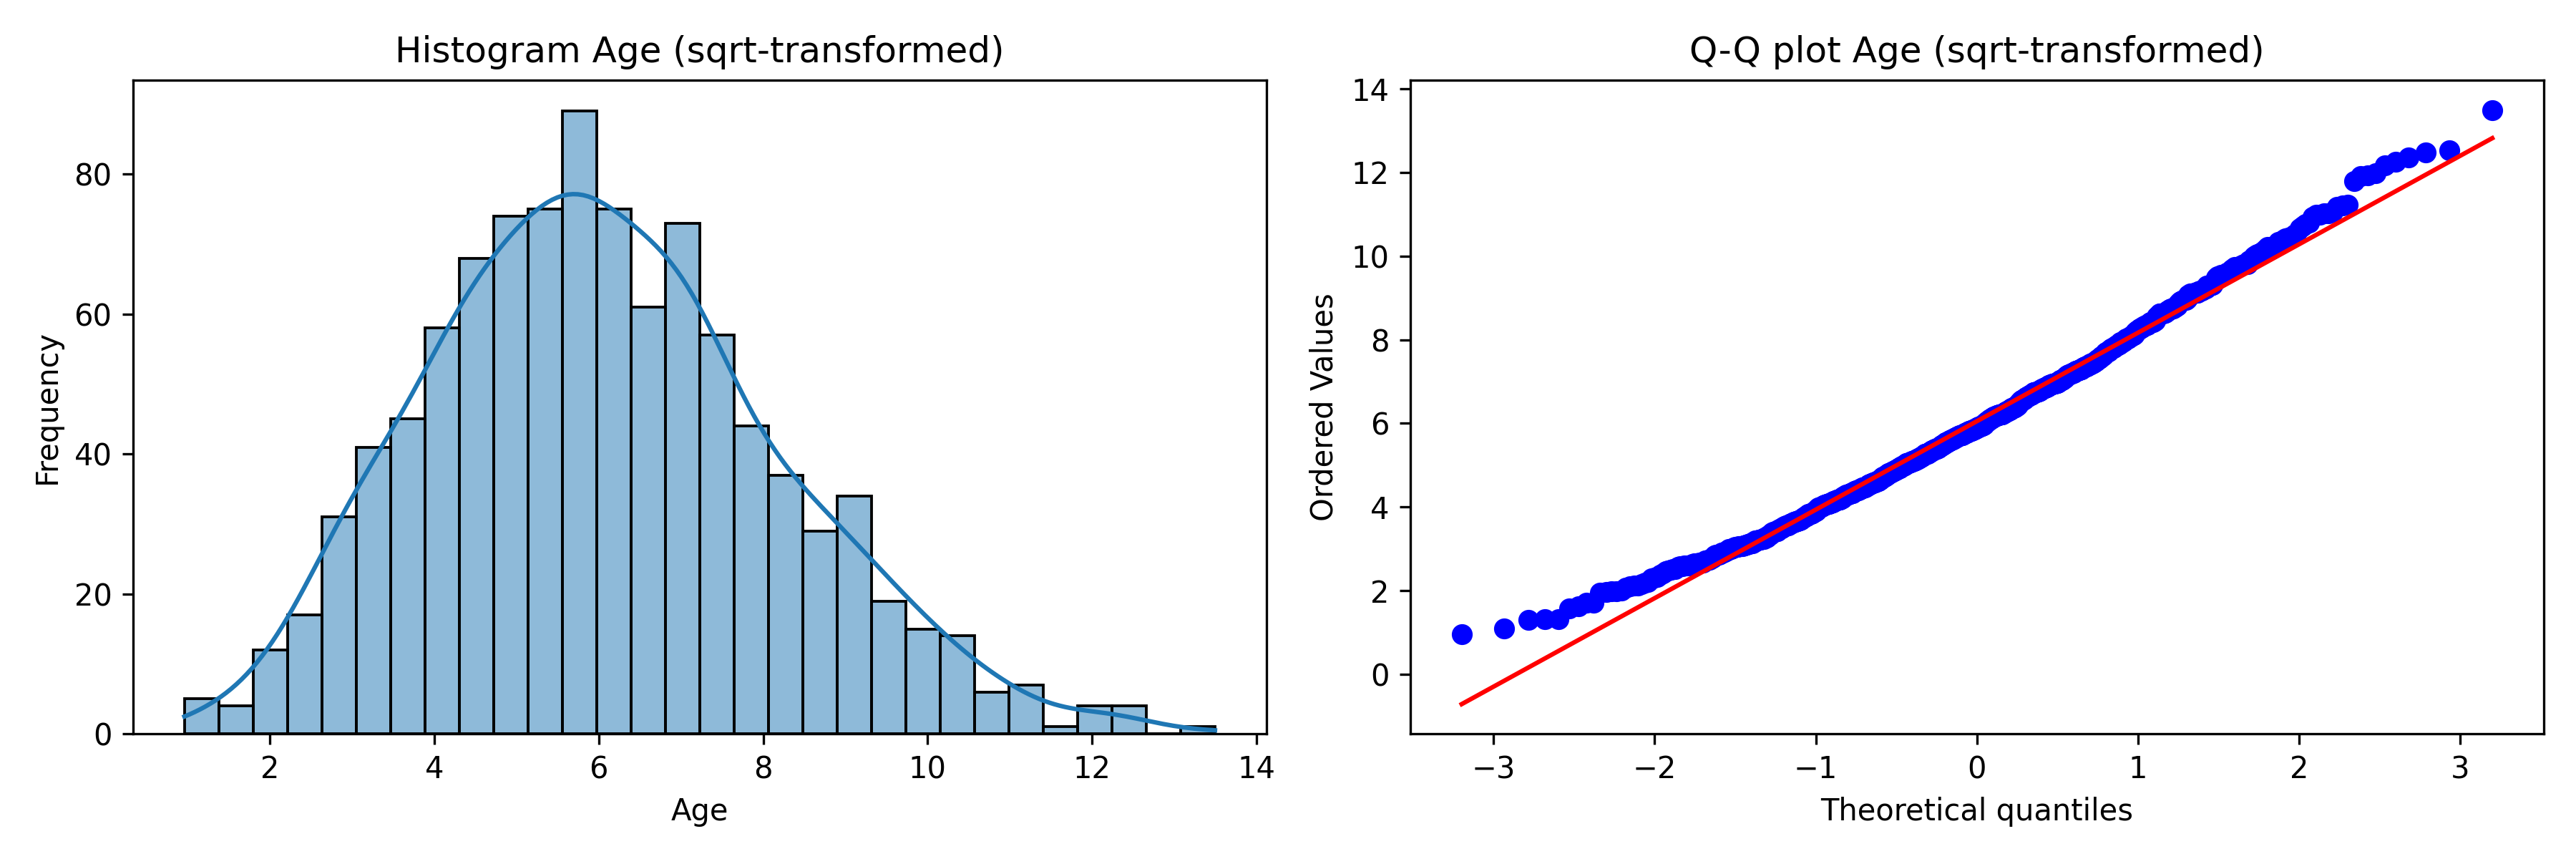 Histogram Age (sqrt-transformed)
Frequency
80
60
40
20
0
2 4 6 8 10 12 14
Age
Q-Q plot Age (sqrt-transformed)
Ordered Values
14
12
10
8
6
4
2
0
−3 −2 −1 0 1 2 3
Theoretical quantiles